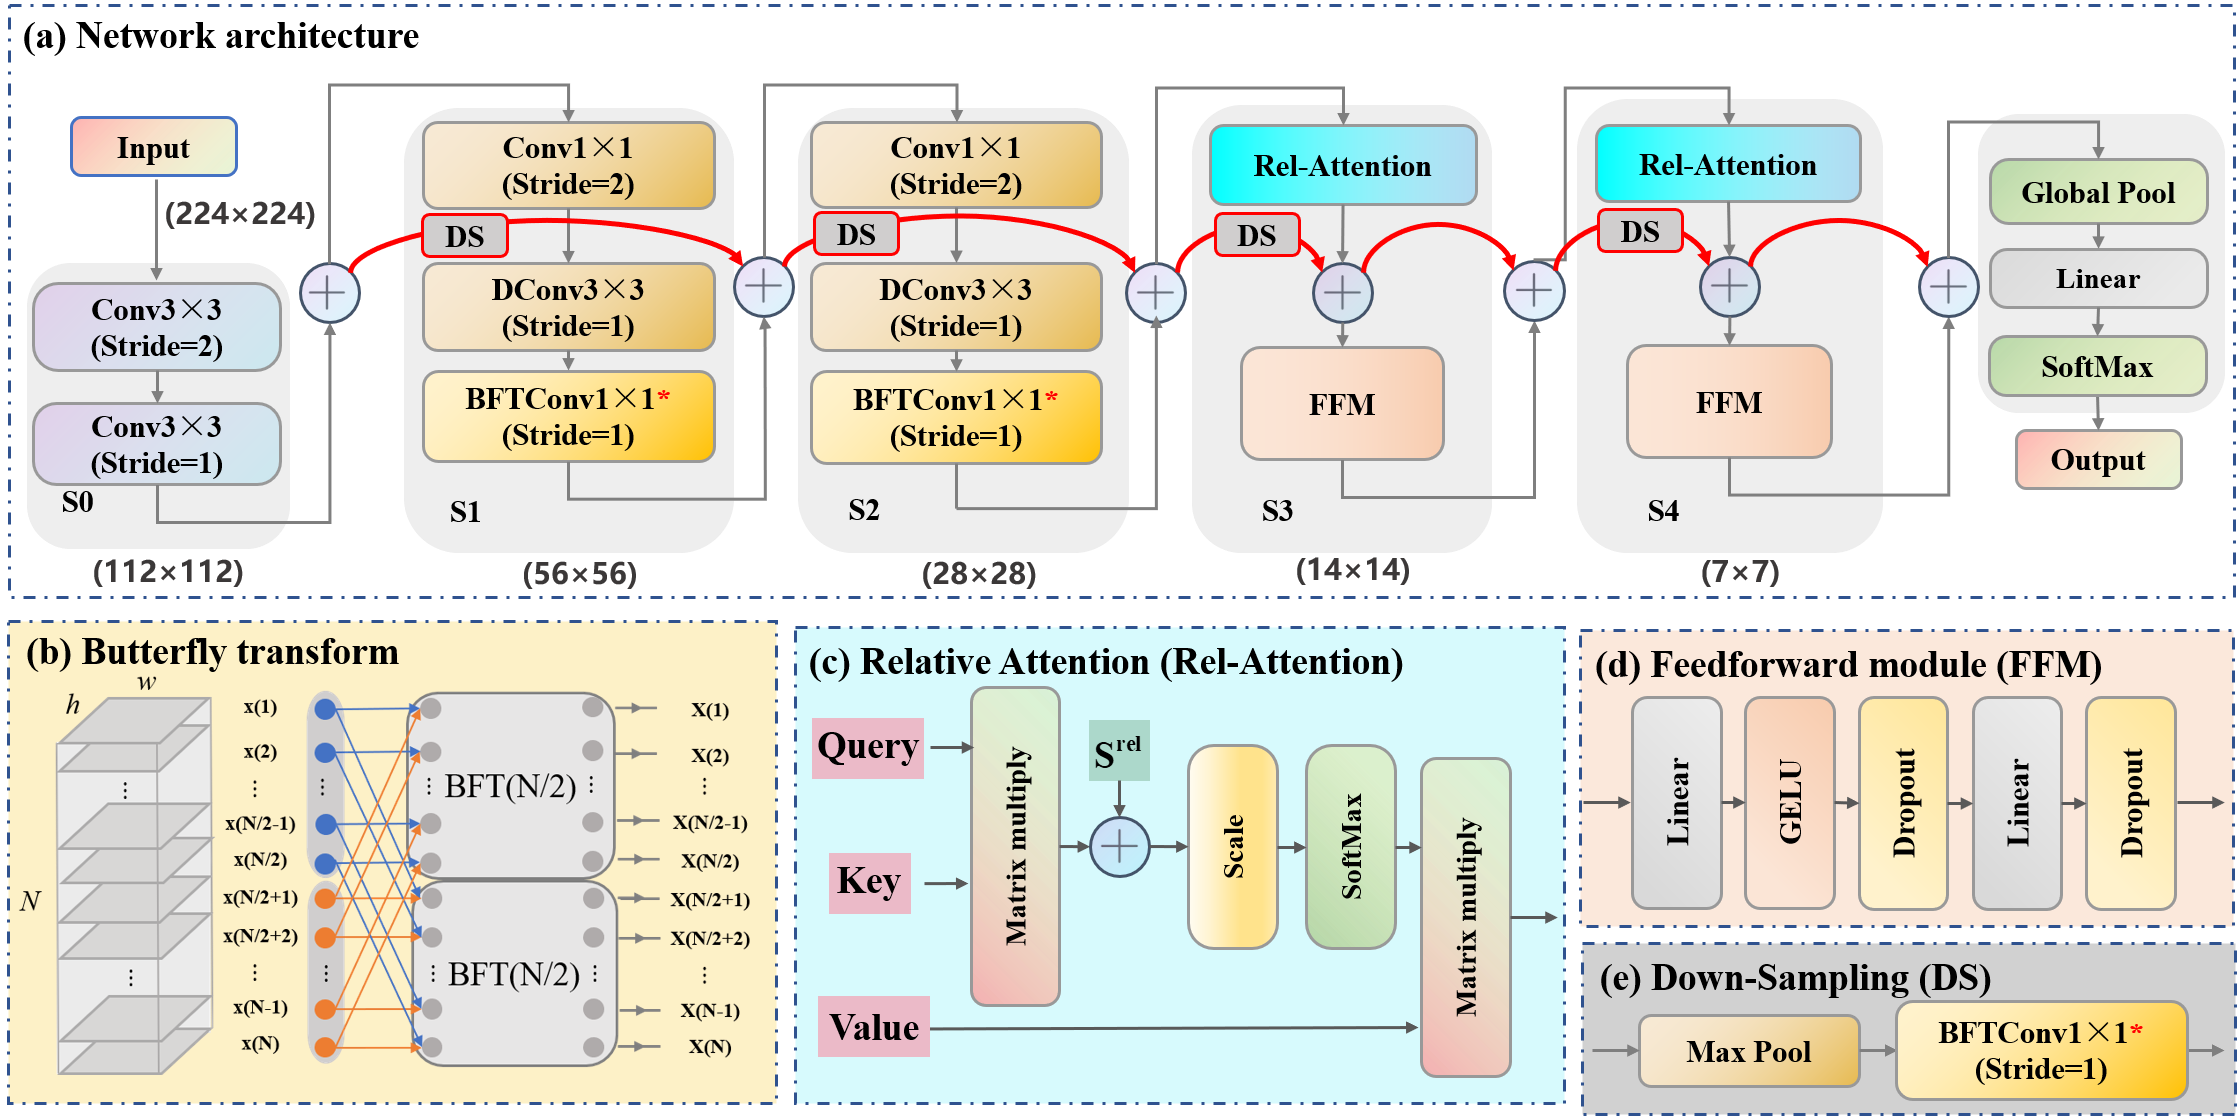 (a) Network architecture
Input
(224×224)
Conv3×3
(Stride=2)
Conv3×3
(Stride=1)
S0
(112×112)
Conv1×1
(Stride=2)
DS
DConv3×3
(Stride=1)
BFTConv1×1*
(Stride=1)
S1
(56×56)
Conv1×1
(Stride=2)
DS
DConv3×3
(Stride=1)
BFTConv1×1*
(Stride=1)
S2
(28×28)
Rel-Attention
DS
FFM
S3
(14×14)
Rel-Attention
DS
FFM
S4
(7×7)
Global Pool
Linear
SoftMax
Output
(b) Butterfly transform
w
h
N
⋮
⋮
x(1)
x(2)
⋮
x(N/2-1)
x(N/2)
x(N/2+1)
x(N/2+2)
⋮
x(N-1)
x(N)
⋮
⋮
⋮ BFT(N/2) ⋮
⋮ BFT(N/2) ⋮
X(1)
X(2)
⋮
X(N/2-1)
X(N/2)
X(N/2+1)
X(N/2+2)
⋮
X(N-1)
X(N)
(c) Relative Attention (Rel-Attention)
Query
Key
Value
Matrix multiply
S^rel
Scale
SoftMax
Matrix multiply
(d) Feedforward module (FFM)
Linear
GELU
Dropout
Linear
Dropout
(e) Down-Sampling (DS)
Max Pool
BFTConv1×1*
(Stride=1)